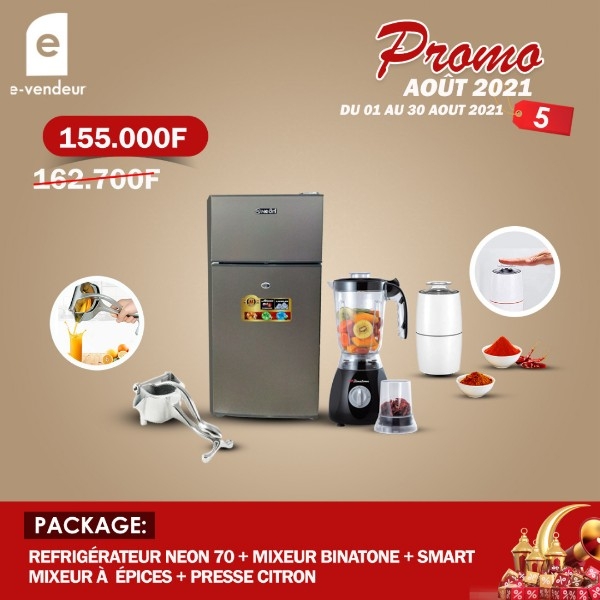 e
e-vendeur
Promo
AOÛT 2021
DU 01 AU 30 AOUT 2021
5
155.000F
162.700F
PACKAGE:
REFRIGÉRATEUR NEON 70 + MIXEUR BINATONE + SMART
MIXEUR À ÉPICES + PRESSE CITRON